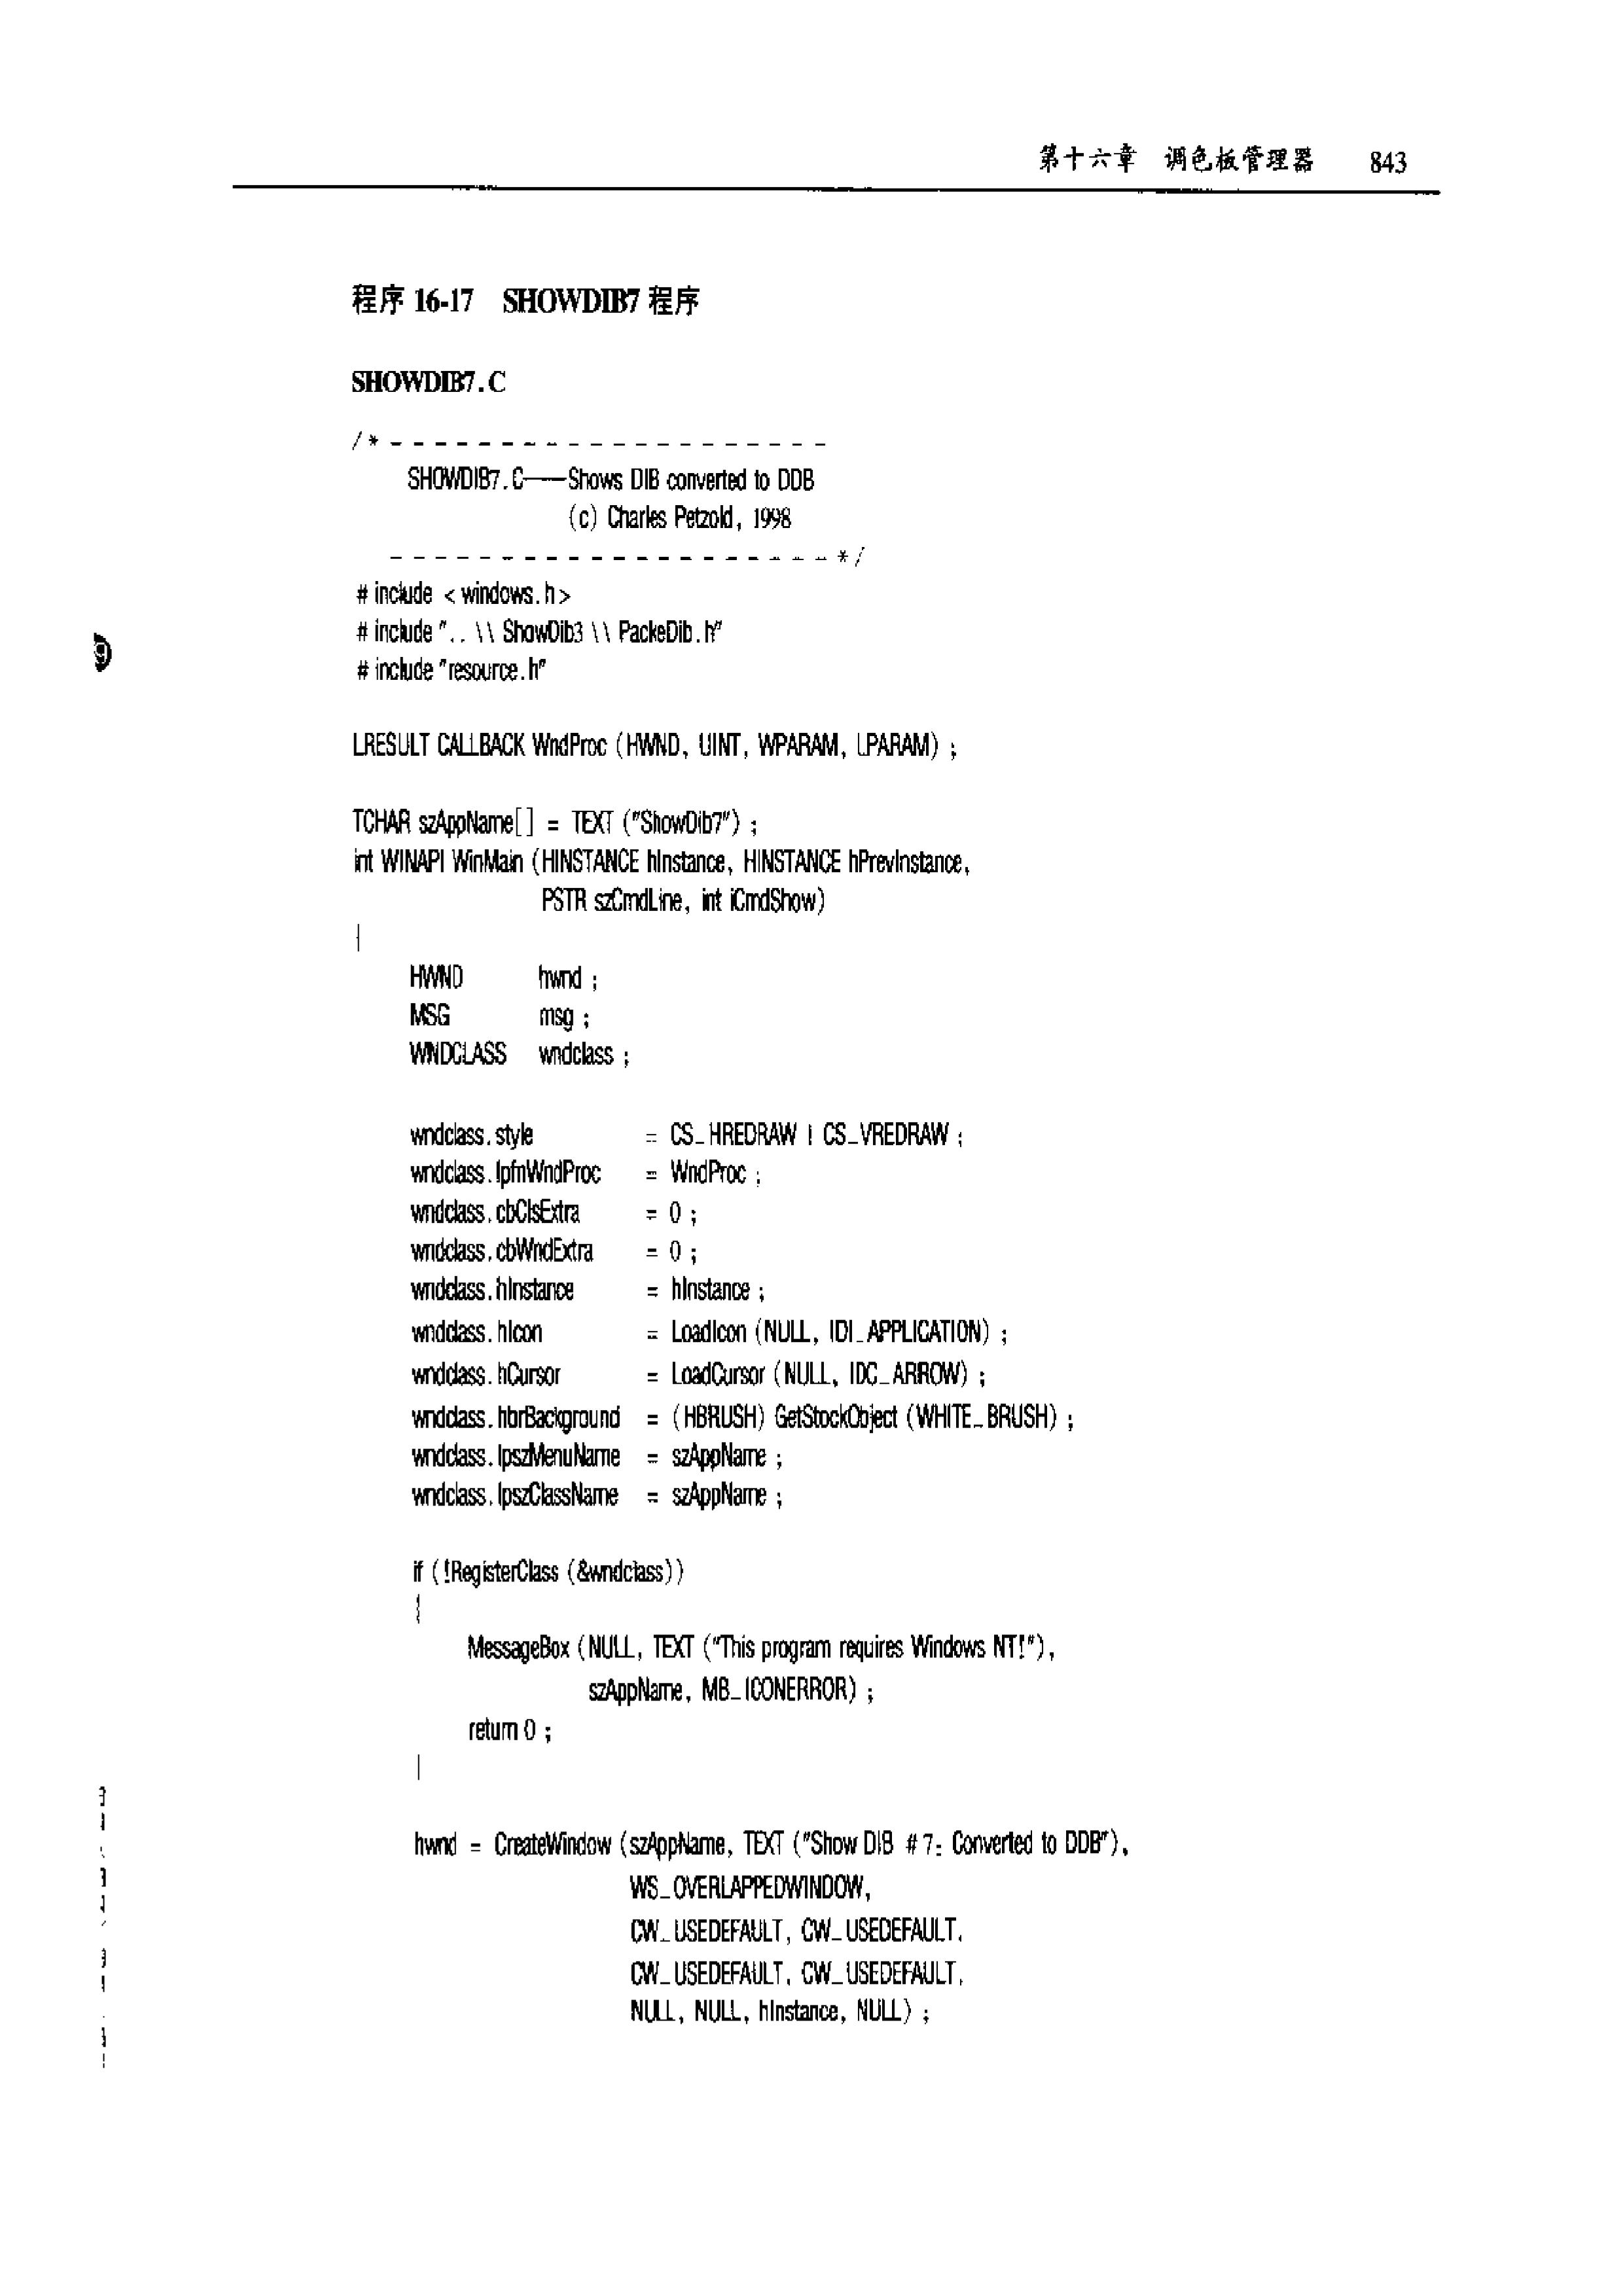 第十六章 调色板管理器 843
程序 16-17 SHOWDIB7 程序
SHOWDIB7.C
/*- - - - - - - - - - - - - - - - - - - -
SHOWDIB7.C——Shows DIB converted to DDB
(c) Charles Petzold, 1998
- - - - - - - - - - - - - - - - - - - -*/
# include <windows.h>
# include "..\\ShowDib3\\PackeDib.h"
# include "resource.h"
LRESULT CALLBACK WndProc (HWND, UINT, WPARAM, LPARAM) ;
TCHAR szAppName[] = TEXT ("ShowDib7") ;
int WINAPI WinMain (HINSTANCE hInstance, HINSTANCE hPrevInstance,
PSTR szCmdLine, int iCmdShow)
{
HWND hwnd ;
MSG msg ;
WNDCLASS wndclass ;
wndclass.style = CS_HREDRAW | CS_VREDRAW ;
wndclass.lpfnWndProc = WndProc ;
wndclass.cbClsExtra = 0 ;
wndclass.cbWndExtra = 0 ;
wndclass.hInstance = hInstance ;
wndclass.hIcon = LoadIcon (NULL, IDI_APPLICATION) ;
wndclass.hCursor = LoadCursor (NULL, IDC_ARROW) ;
wndclass.hbrBackground = (HBRUSH) GetStockObject (WHITE_BRUSH) ;
wndclass.lpszMenuName = szAppName ;
wndclass.lpszClassName = szAppName ;
if (!RegisterClass (&wndclass))
{
MessageBox (NULL, TEXT ("This program requires Windows NT!"),
szAppName, MB_ICONERROR) ;
return 0 ;
}
hwnd = CreateWindow (szAppName, TEXT ("Show DIB #7: Converted to DDB"),
WS_OVERLAPPEDWINDOW,
CW_USEDEFAULT, CW_USEDEFAULT,
CW_USEDEFAULT, CW_USEDEFAULT,
NULL, NULL, hInstance, NULL) ;